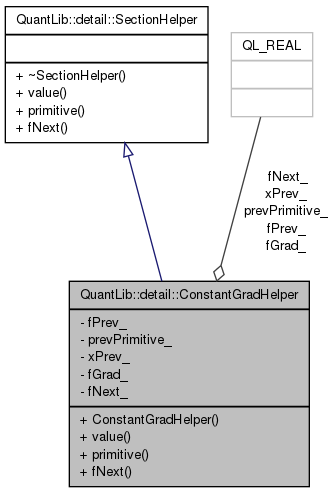 QuantLib::detail::SectionHelper
+ ~SectionHelper()
+ value()
+ primitive()
+ fNext()
QL_REAL
fNext_
xPrev_
prevPrimitive_
fPrev_
fGrad_
QuantLib::detail::ConstantGradHelper
- fPrev_
- prevPrimitive_
- xPrev_
- fGrad_
- fNext_
+ ConstantGradHelper()
+ value()
+ primitive()
+ fNext()